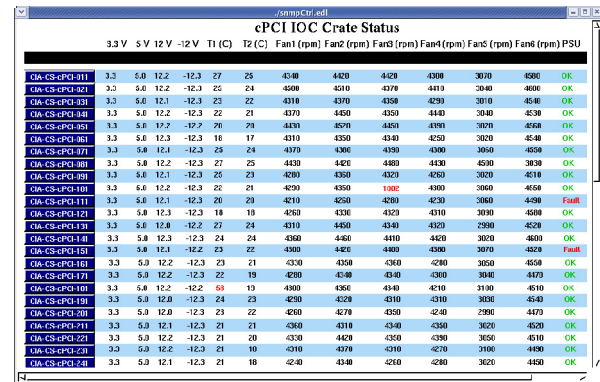 ./snmpCtrl.edl
cPCI IOC Crate Status
3.3 V 5 V 12 V -12 V T1 (C) T2 (C) Fan1 (rpm) Fan2 (rpm) Fan3 (rpm) Fan4 (rpm) Fan5 (rpm) Fan6 (rpm) PSU
CIA-CS-cPCI-011 3.3 5.0 12.2 -12.3 27 25 4340 4420 4420 4300 3070 4580 OK
CIA-CS-cPCI-021 3.3 5.0 12.2 -12.3 25 24 4500 4510 4370 4410 3040 4600 OK
CIA-CS-cPCI-031 3.3 5.0 12.1 -12.3 23 22 4310 4370 4350 4290 3010 4540 OK
CIA-CS-cPCI-041 3.3 5.0 12.2 -12.3 22 21 4370 4450 4350 4440 3040 4530 OK
CIA-CS-cPCI-051 3.3 5.0 12.2 -12.2 20 20 4430 4520 4450 4390 3020 4560 OK
CIA-CS-cPCI-061 3.3 5.0 12.3 -12.3 18 17 4310 4350 4340 4250 3020 4540 OK
CIA-CS-cPCI-071 3.3 5.0 12.1 -12.3 25 24 4370 4380 4390 4300 3060 4550 OK
CIA-CS-cPCI-081 3.3 5.0 12.2 -12.3 27 25 4430 4420 4480 4430 4500 3030 OK
CIA-CS-cPCI-091 3.3 5.0 12.1 -12.3 25 23 4280 4360 4320 4260 3020 4510 OK
CIA-CS-cPCI-101 3.3 5.0 12.2 -12.3 22 21 4290 4350 1002 4300 3060 4550 OK
CIA-CS-cPCI-111 3.3 5.0 12.1 -12.3 20 20 4210 4260 4280 4230 3060 4490 Fault
CIA-CS-cPCI-121 3.3 5.0 12.3 -12.3 18 18 4260 4330 4320 4310 3090 4580 OK
CIA-CS-cPCI-131 3.3 5.0 12.0 -12.2 27 24 4310 4450 4340 4320 2990 4520 OK
CIA-CS-cPCI-141 3.3 5.0 12.3 -12.3 24 24 4360 4460 4410 4420 3020 4600 OK
CIA-CS-cPCI-151 3.3 5.0 12.1 -12.2 23 22 4500 4420 4400 4380 3070 4520 Fault
CIA-CS-cPCI-161 3.3 5.0 12.2 -12.3 23 21 4330 4350 4360 4280 3050 4550 OK
CIA-CS-cPCI-171 3.3 5.0 12.2 -12.3 22 19 4280 4340 4340 4300 3040 4470 OK
3.3 5.0 12.2 -12.2 19 4300 4350 4340 4210 3100 4510 OK
CIA-CS-cPCI-191 3.3 5.0 12.0 -12.3 24 23 4290 4320 4310 4310 3030 4540 OK
CIA-CS-cPCI-201 3.3 5.0 12.0 -12.3 23 22 4260 4270 4350 4240 2990 4470 OK
CIA-CS-cPCI-211 3.3 5.0 12.1 -12.3 21 21 4360 4310 4340 4350 3020 4520 OK
CIA-CS-cPCI-221 3.3 5.0 12.2 -12.3 21 20 4330 4420 4350 4390 3050 4510 OK
CIA-CS-cPCI-231 3.3 5.0 12.2 -12.3 21 4310 4370 4310 4270 3100 4490 OK
CIA-CS-cPCI-241 3.3 5.0 12.1 -12.3 21 18 4240 4340 4260 4280 3020 4450 OK